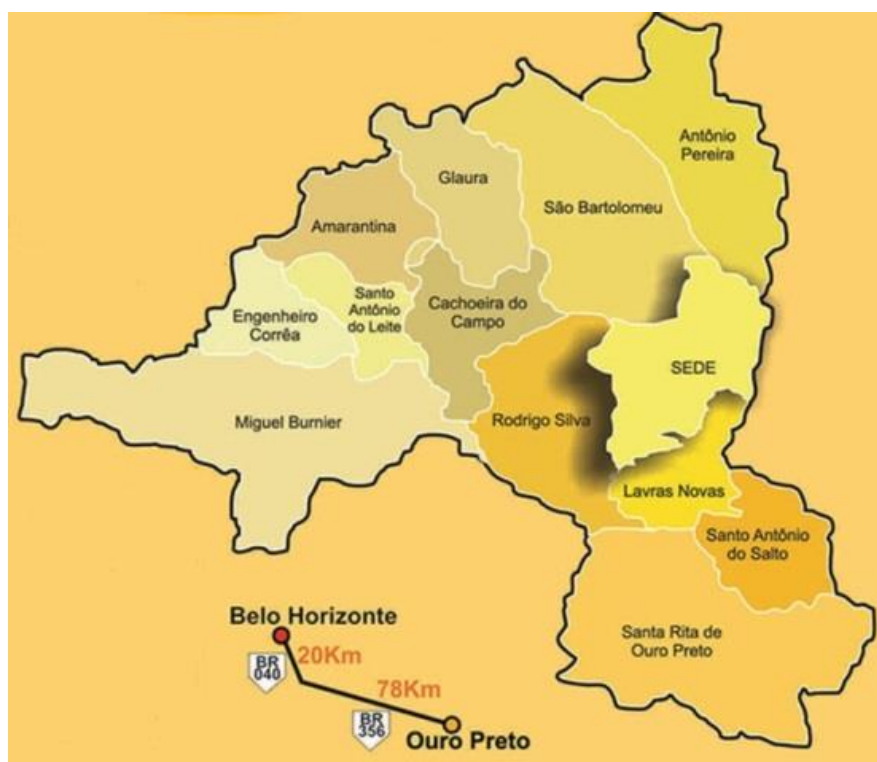 Antônio
Pereira
Glaura
São Bartolomeu
Amarantina
Santo
Antônio
do Leite
Cachoeira do
Campo
Engenheiro
Corrêa
SEDE
Miguel Burnier
Rodrigo Silva
Lavras Novas
Santo Antônio
do Salto
Santa Rita de
Ouro Preto
Belo Horizonte
20Km
BR
040
78Km
BR
356
Ouro Preto